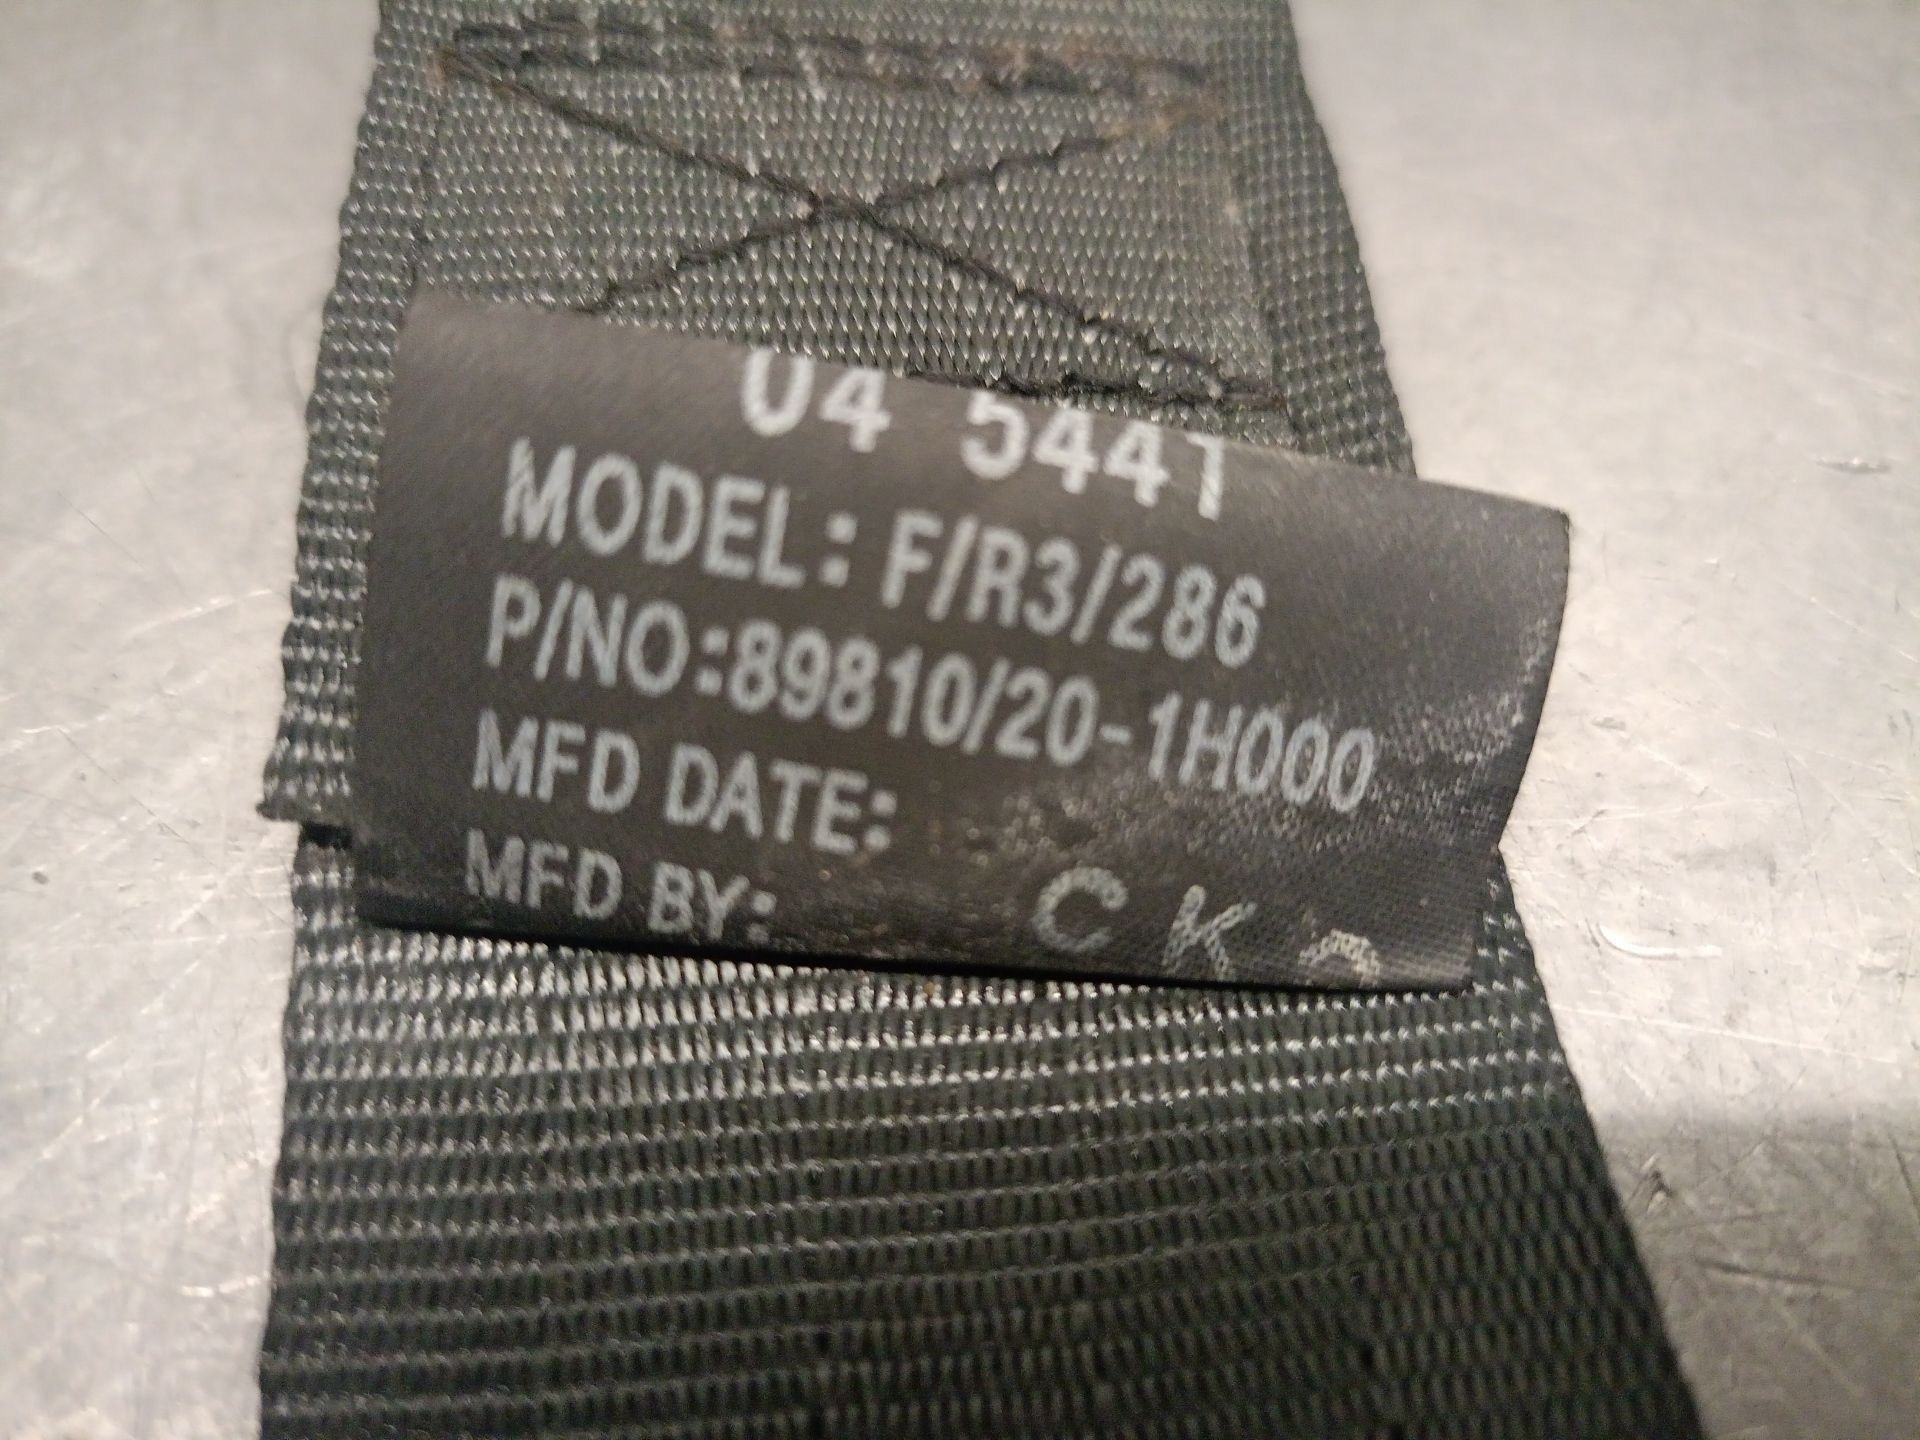 04 5441
MODEL: F/R3/286
P/NO:89810/20-1H000
MFD DATE:
MFD BY:
C K